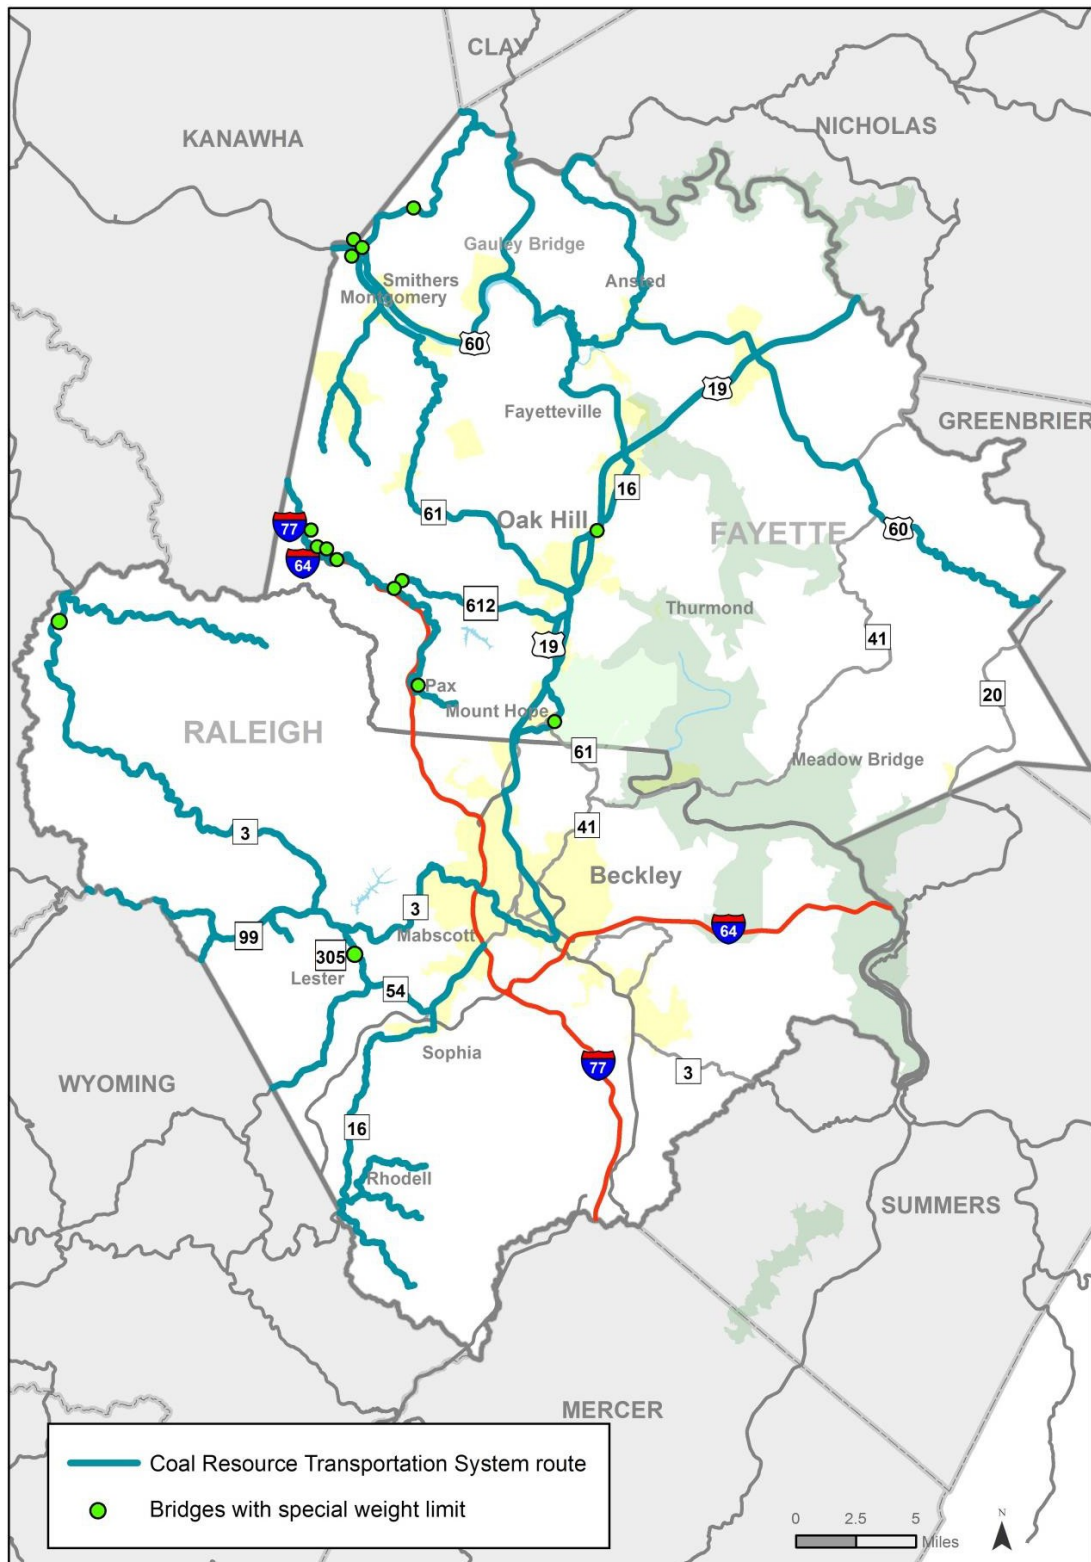 CLAY
KANAWHA
NICHOLAS
Gauley Bridge
Smithers
Ansted
Montgomery
60
19
Fayetteville
GREENBRIER
16
61
Oak Hill
77
FAYETTE
60
64
612
Thurmond
41
19
20
Pax
Mount Hope
RALEIGH
61
Meadow Bridge
41
3
Beckley
3
64
99
Mabscott
305
Lester
54
Sophia
77
3
WYOMING
16
Rhodell
SUMMERS
MERCER
Coal Resource Transportation System route
Bridges with special weight limit
0 2.5 5
Miles
N